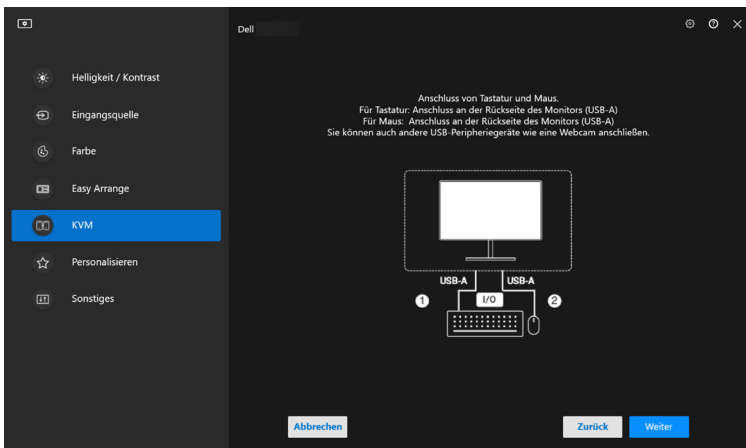 Dell
Helligkeit / Kontrast
Eingangsquelle
Farbe
Easy Arrange
KVM
Personalisieren
Sonstiges
Anschluss von Tastatur und Maus.
Für Tastatur: Anschluss an der Rückseite des Monitors (USB-A)
Für Maus: Anschluss an der Rückseite des Monitors (USB-A)
Sie können auch andere USB-Peripheriegeräte wie eine Webcam anschließen.
USB-A USB-A
1 I/O 2
Abbrechen
Zurück
Weiter